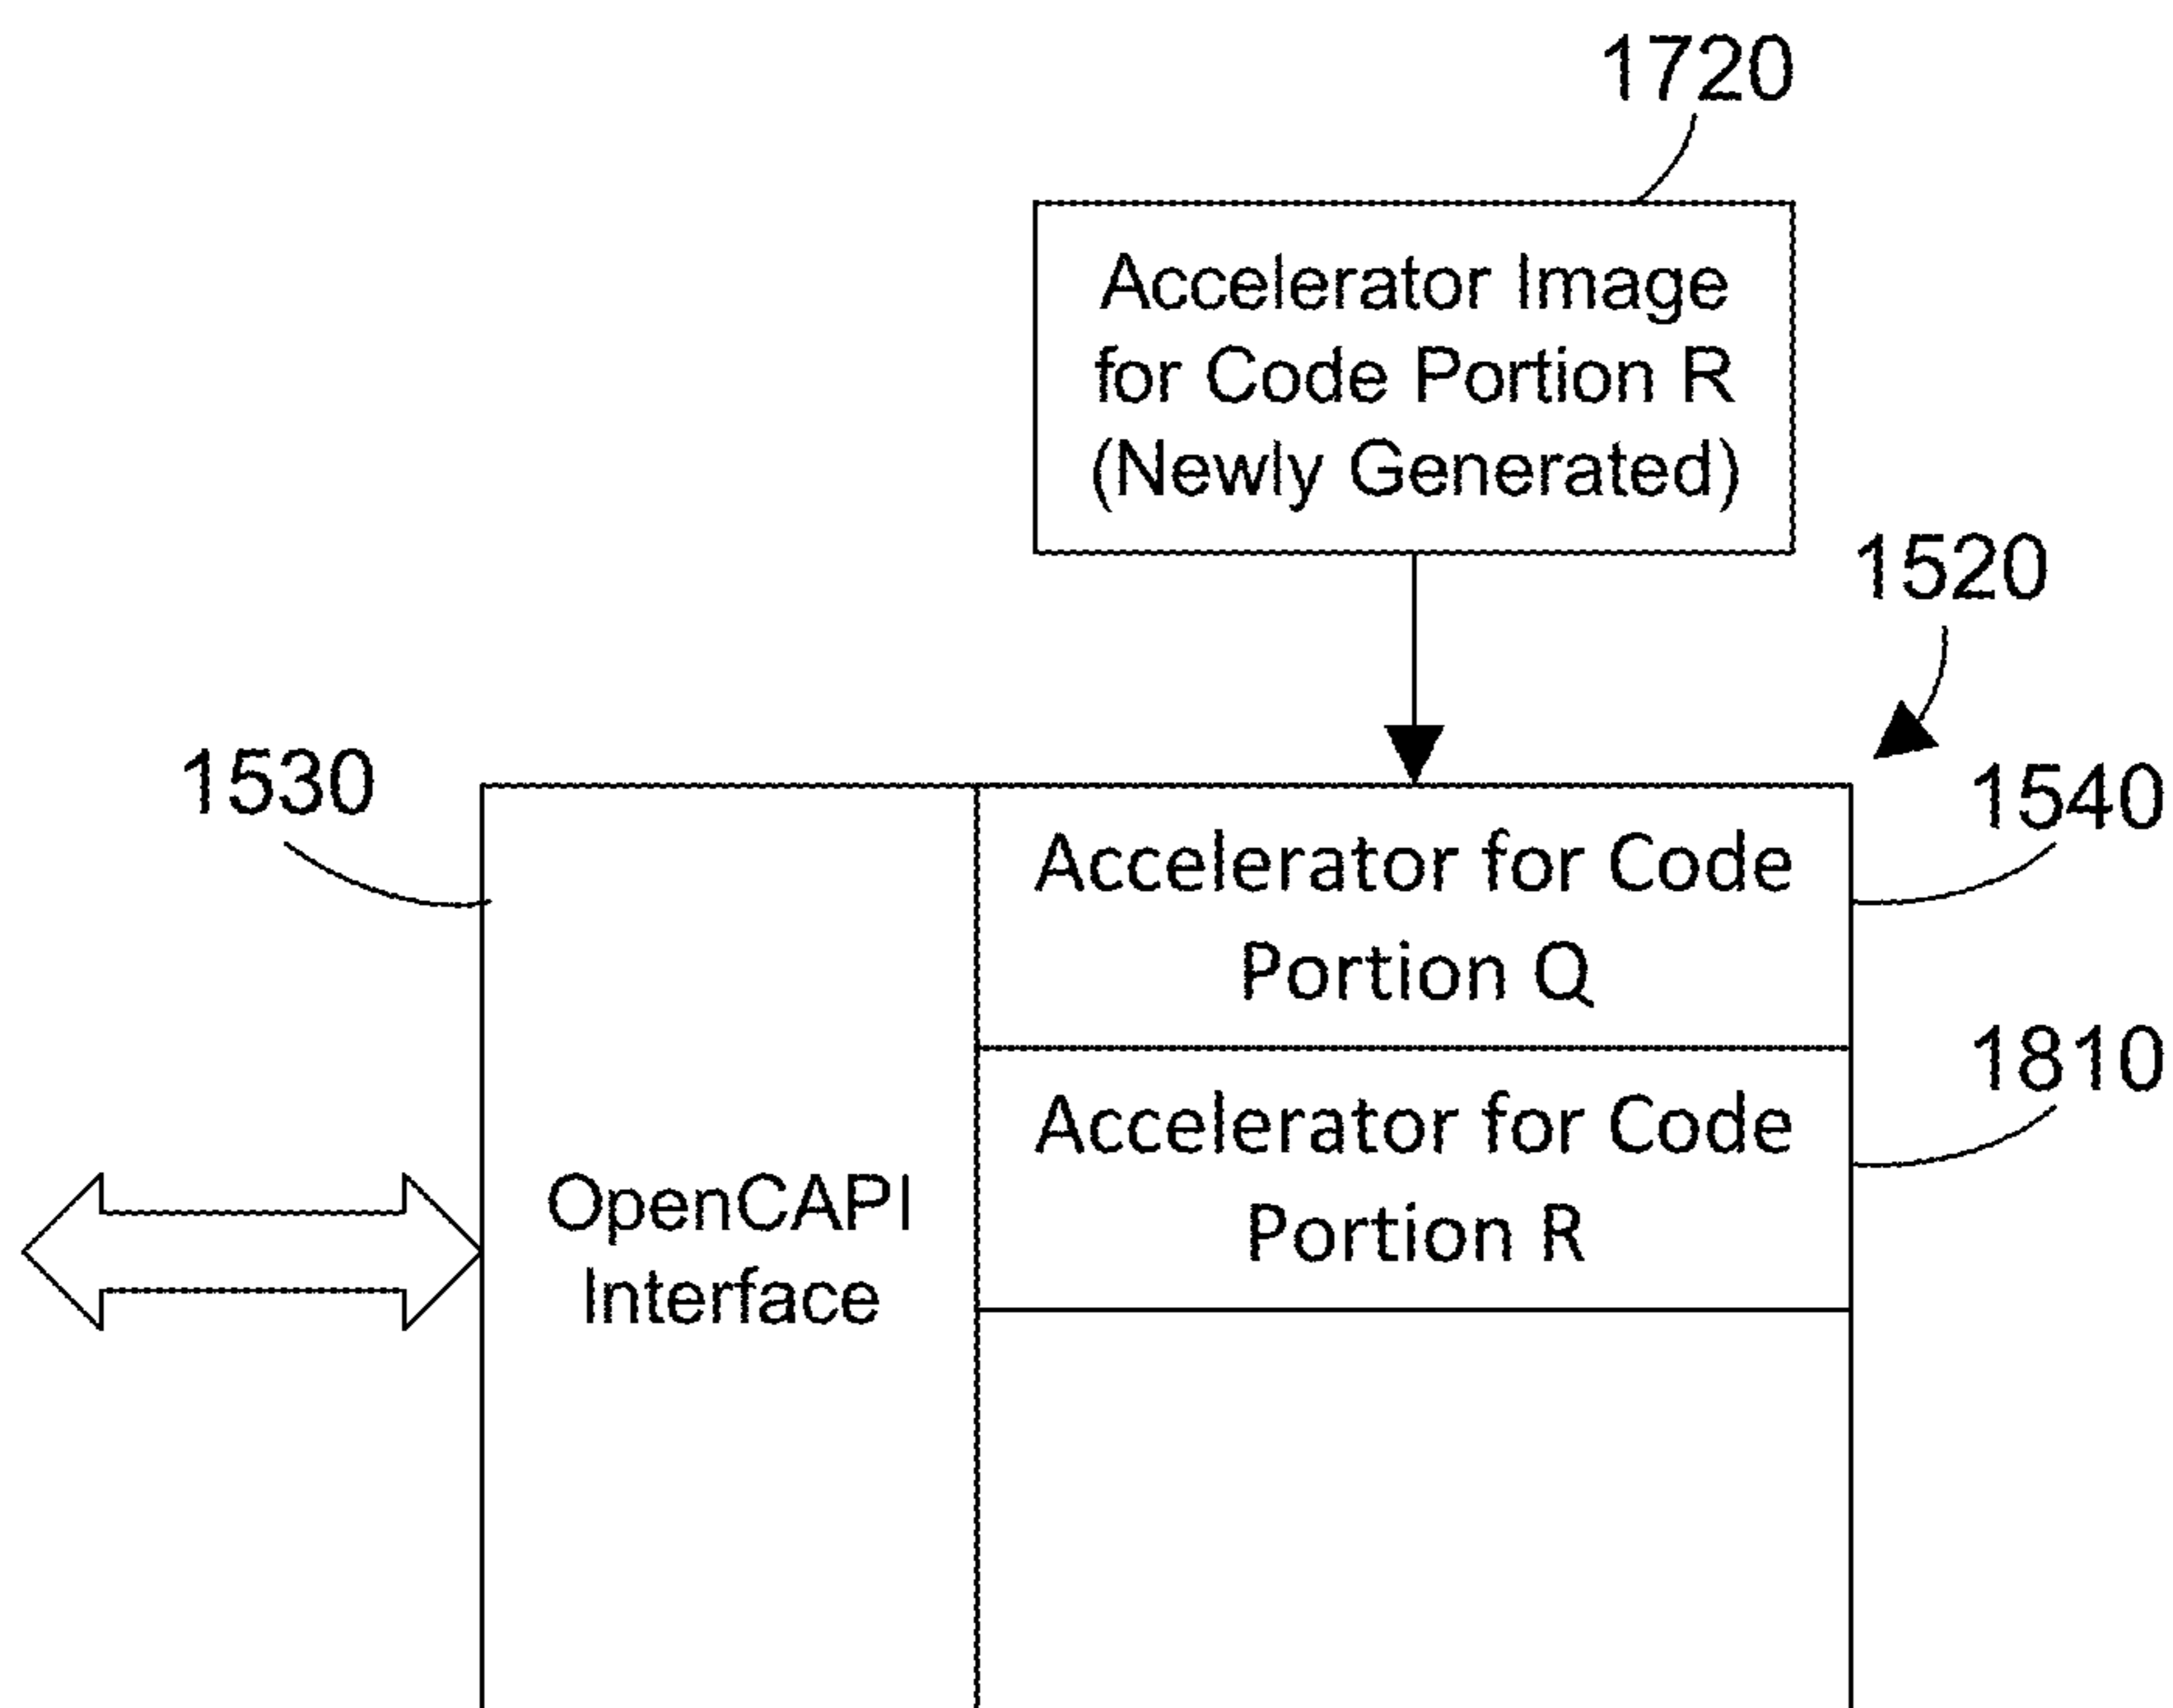 1720
Accelerator Image
for Code Portion R
(Newly Generated)
1520
1530
1540
Accelerator for Code
Portion Q
1810
Accelerator for Code
Portion R
OpenCAPI
Interface